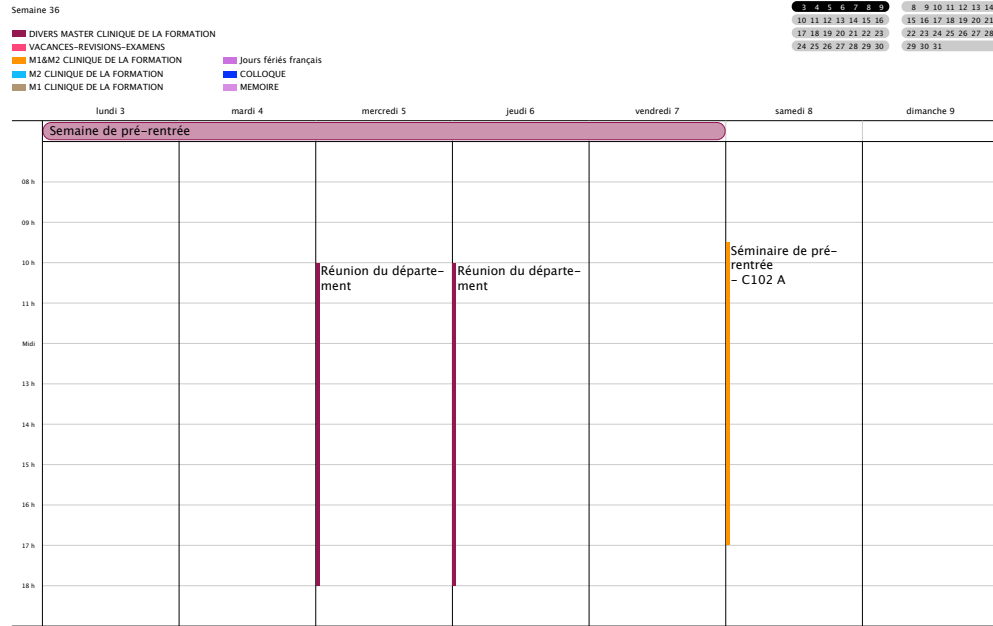 Semaine 36
3 4 5 6 7 8 9
8 9 10 11 12 13 14
10 11 12 13 14 15 16
15 16 17 18 19 20 21
17 18 19 20 21 22 23
22 23 24 25 26 27 28
24 25 26 27 28 29 30
29 30 31
DIVERS MASTER CLINIQUE DE LA FORMATION
VACANCES-REVISIONS-EXAMENS
M1&M2 CLINIQUE DE LA FORMATION
Jours fériés français
M2 CLINIQUE DE LA FORMATION
COLLOQUE
M1 CLINIQUE DE LA FORMATION
MEMOIRE
lundi 3
mardi 4
mercredi 5
jeudi 6
vendredi 7
samedi 8
dimanche 9
Semaine de pré-rentrée
08 h
09 h
10 h
11 h
Midi
13 h
14 h
15 h
16 h
17 h
18 h
Réunion du départe-
ment
Réunion du départe-
ment
Séminaire de pré-
rentrée
- C102 A